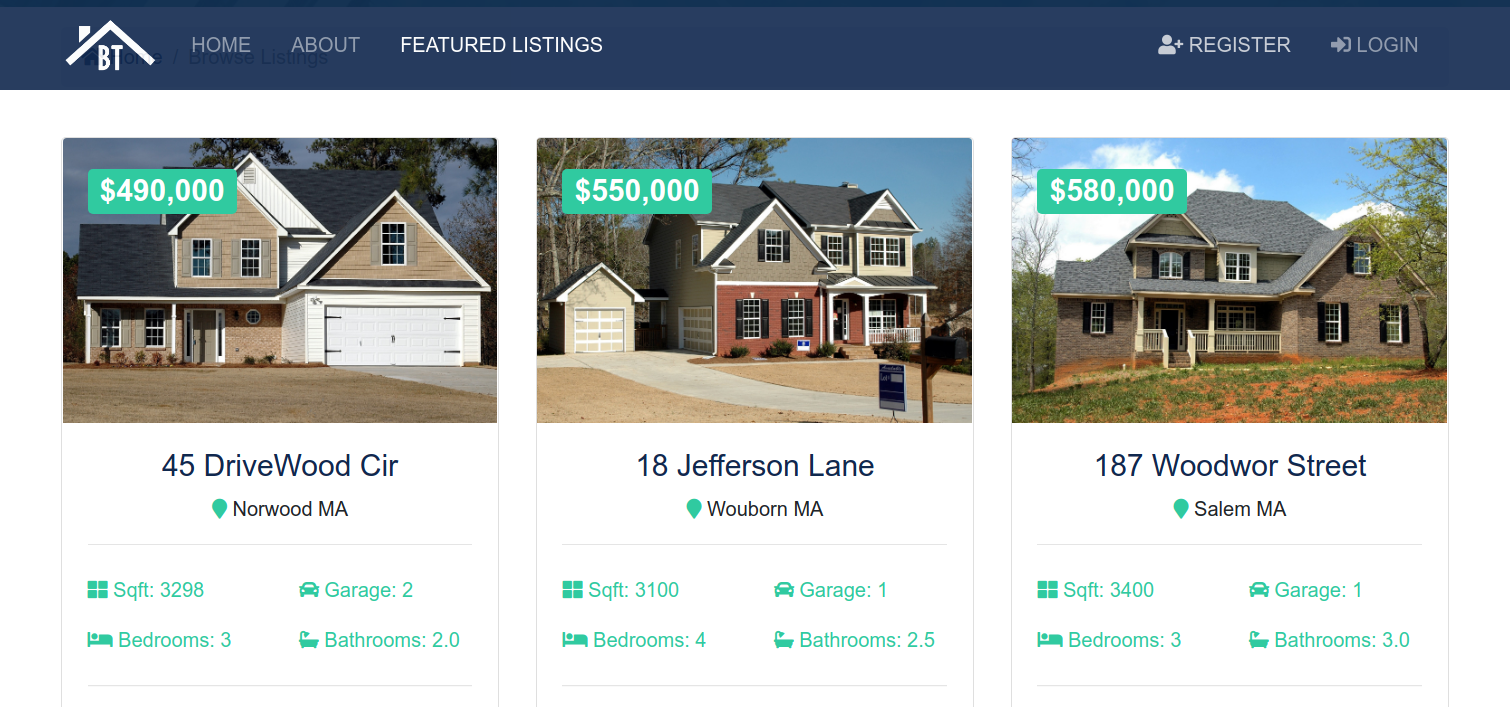 BT
HOME ABOUT FEATURED LISTINGS REGISTER LOGIN
Home / Browse Listings
$490,000
$550,000
$580,000
45 DriveWood Cir
Norwood MA
Sqft: 3298 Garage: 2
Bedrooms: 3 Bathrooms: 2.0
18 Jefferson Lane
Wouborn MA
Sqft: 3100 Garage: 1
Bedrooms: 4 Bathrooms: 2.5
187 Woodwor Street
Salem MA
Sqft: 3400 Garage: 1
Bedrooms: 3 Bathrooms: 3.0